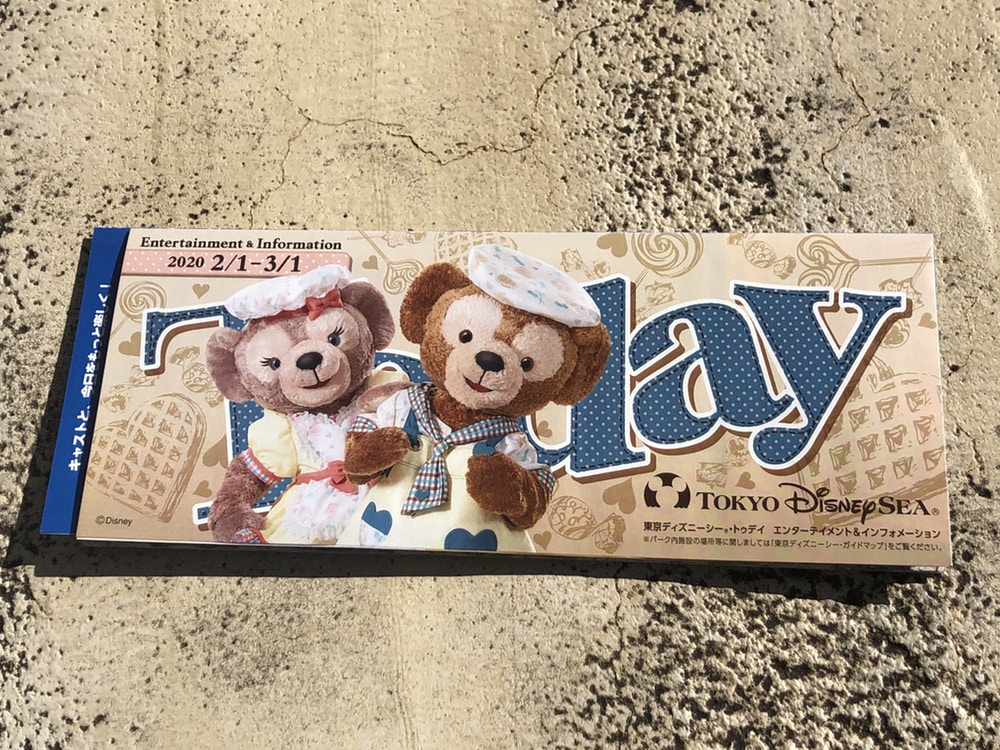 Entertainment & Information
2020 2/1-3/1
Today
キャストと、今日をもっと楽しく!
©Disney
TOKYO DISNEYSEA®
東京ディズニーシー®・トゥデイ エンターテイメント&インフォメーション
※パーク内施設の場所等に関しましては「東京ディズニーシー・ガイドマップ」をご覧ください。